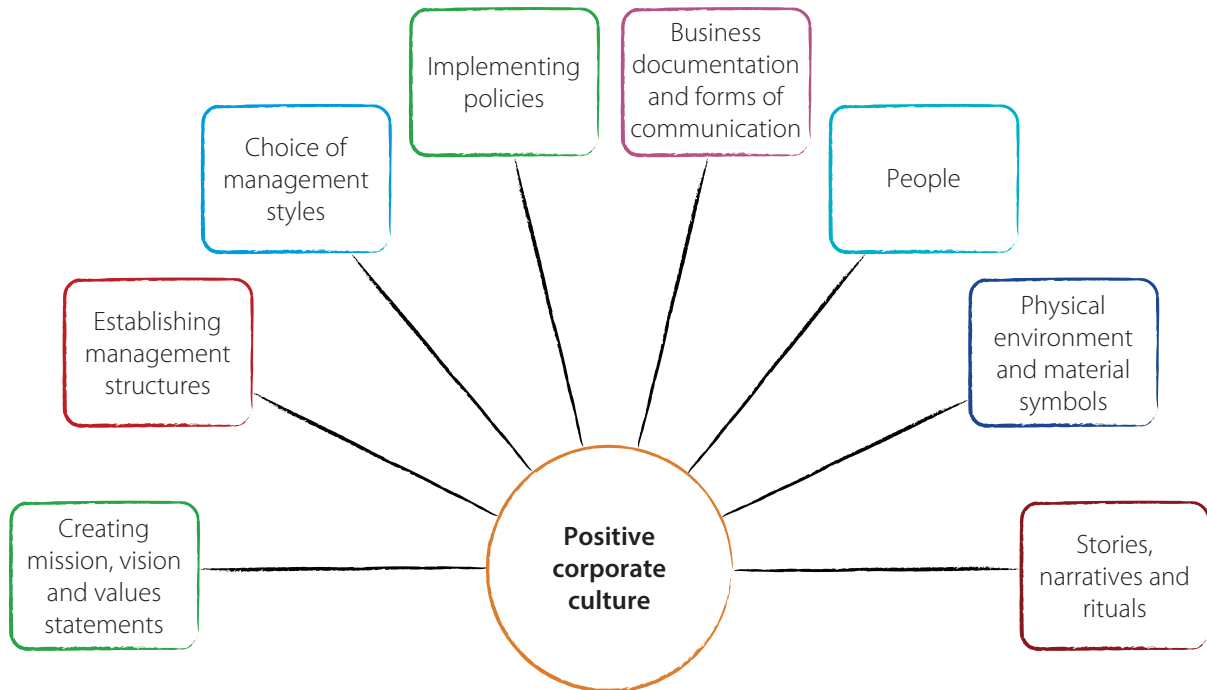 Creating
mission, vision
and values
statements
Establishing
management
structures
Choice of
management
styles
Implementing
policies
Business
documentation
and forms of
communication
People
Physical
environment
and material
symbols
Stories,
narratives and
rituals
Positive
corporate
culture